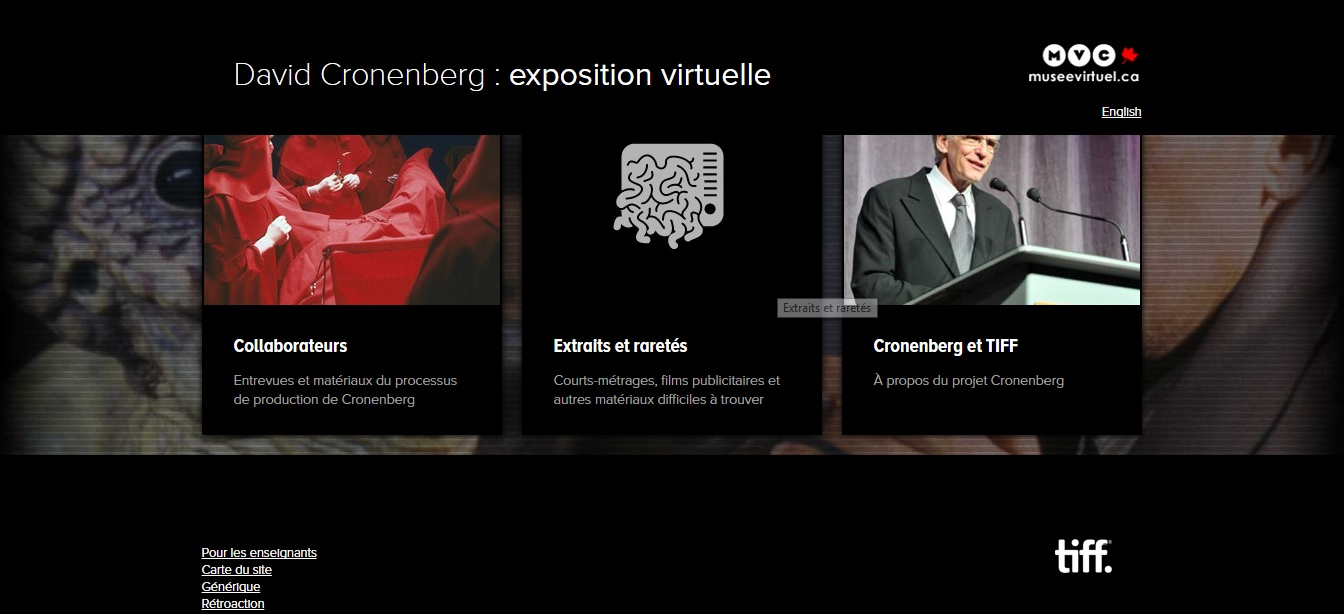 David Cronenberg : exposition virtuelle
MVC
museevirtuel.ca
English
Extraits et raretés
Collaborateurs
Entrevues et matériaux du processus
de production de Cronenberg
Extraits et raretés
Courts-métrages, films publicitaires et
autres matériaux difficiles à trouver
Cronenberg et TIFF
À propos du projet Cronenberg
Pour les enseignants
Carte du site
Générique
Rétroaction
tiff.